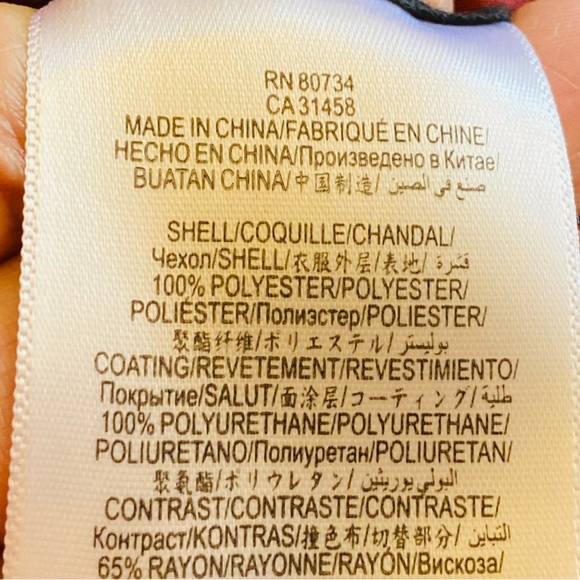 RN 80734
CA 31458
MADE IN CHINA/FABRIQUÉ EN CHINE/
HECHO EN CHINA/Произведено в Китае/
BUATAN CHINA/中国制造/ صنع في الصين
SHELL/COQUILLE/CHANDAL/
Чехол/SHELL/衣服外层/表地/ قشرة
100% POLYESTER/POLYESTER/
POLIÉSTER/Полиэстер/POLIESTER/
聚酯纤维/ポリエステル/ بوليستر
COATING/REVETEMENT/REVESTIMIENTO/
Покрытие/SALUT/面涂层/コーティング/ طلية
100% POLYURETHANE/POLYURETHANE/
POLIURETANO/Полиуретан/POLIURETAN/
聚氨酯/ポリウレタン/ البولي يوريثين
CONTRAST/CONTRASTE/CONTRASTE/
Контраст/KONTRAS/撞色布/切替部分/ التباين
65% RAYON/RAYONNE/RAYÓN/Вискоза/